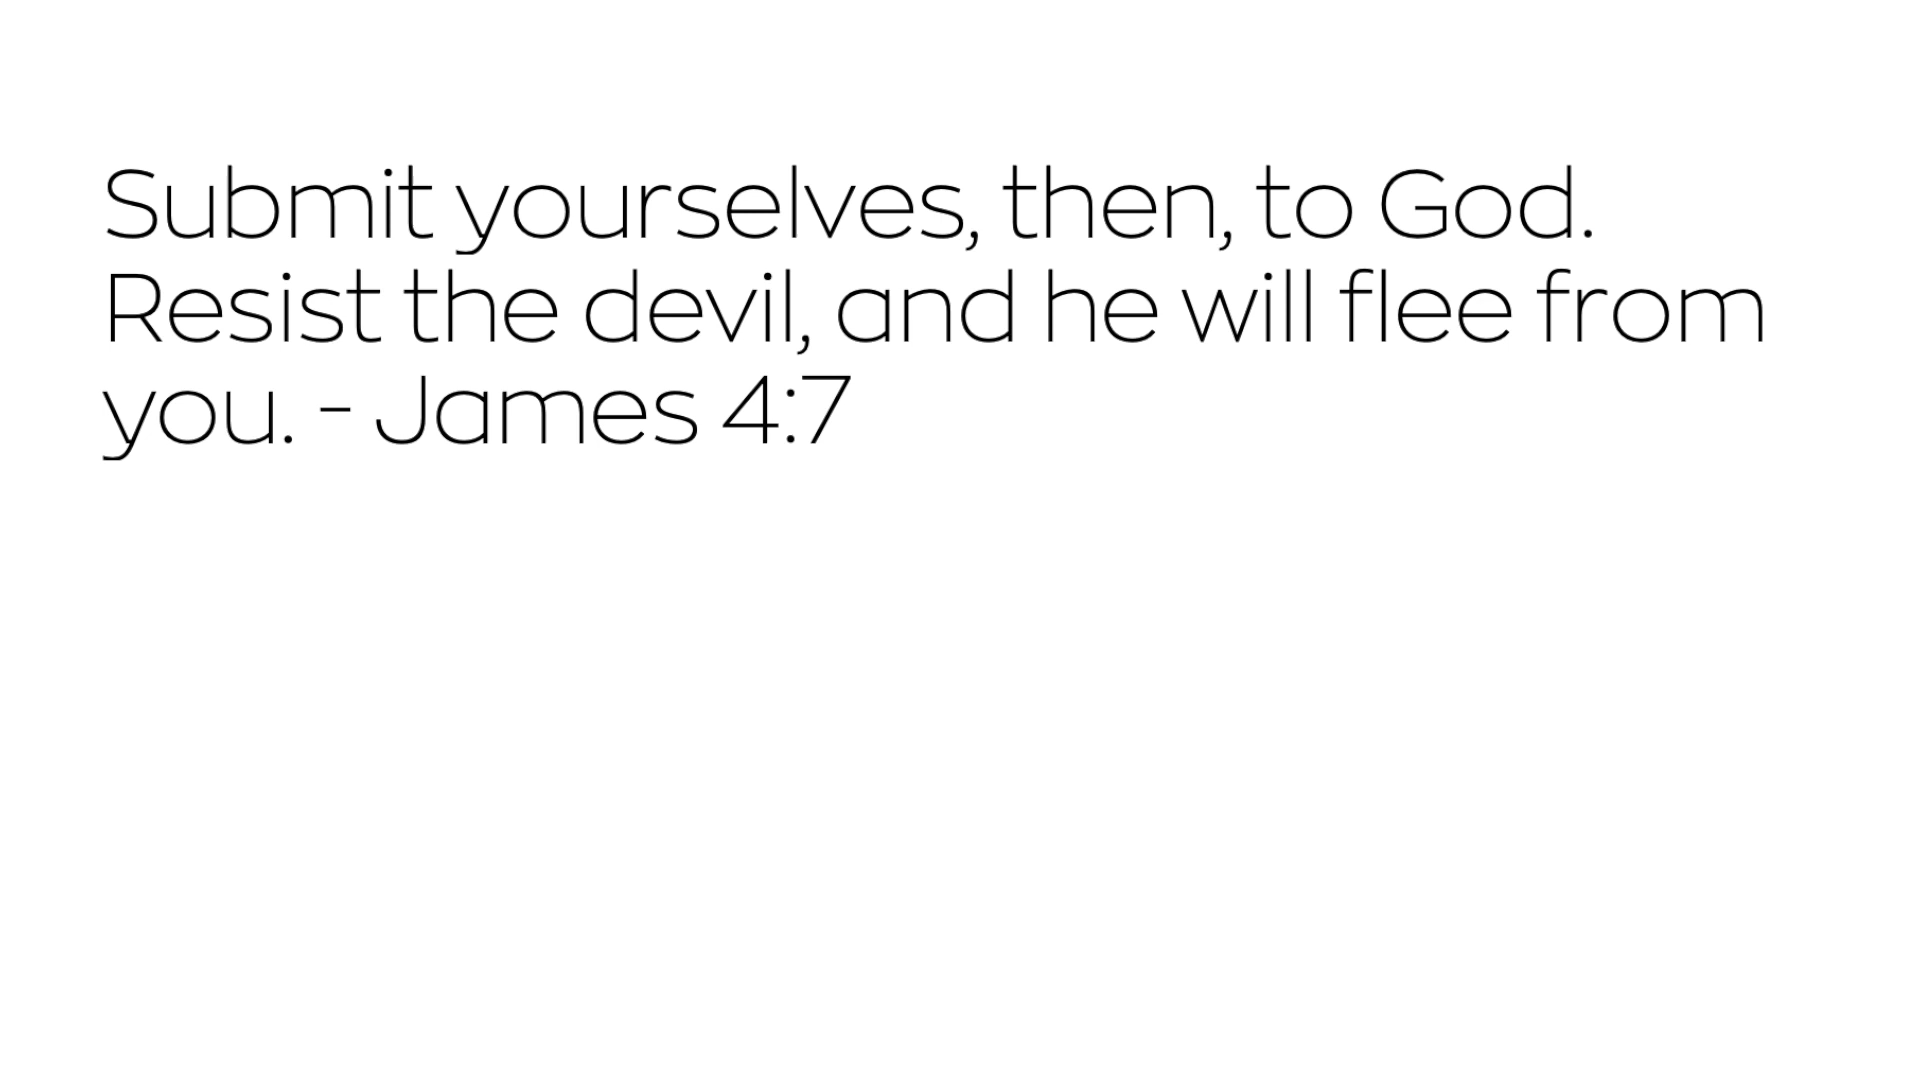 Submit yourselves, then, to God.
Resist the devil, and he will flee from
you. - James 4:7